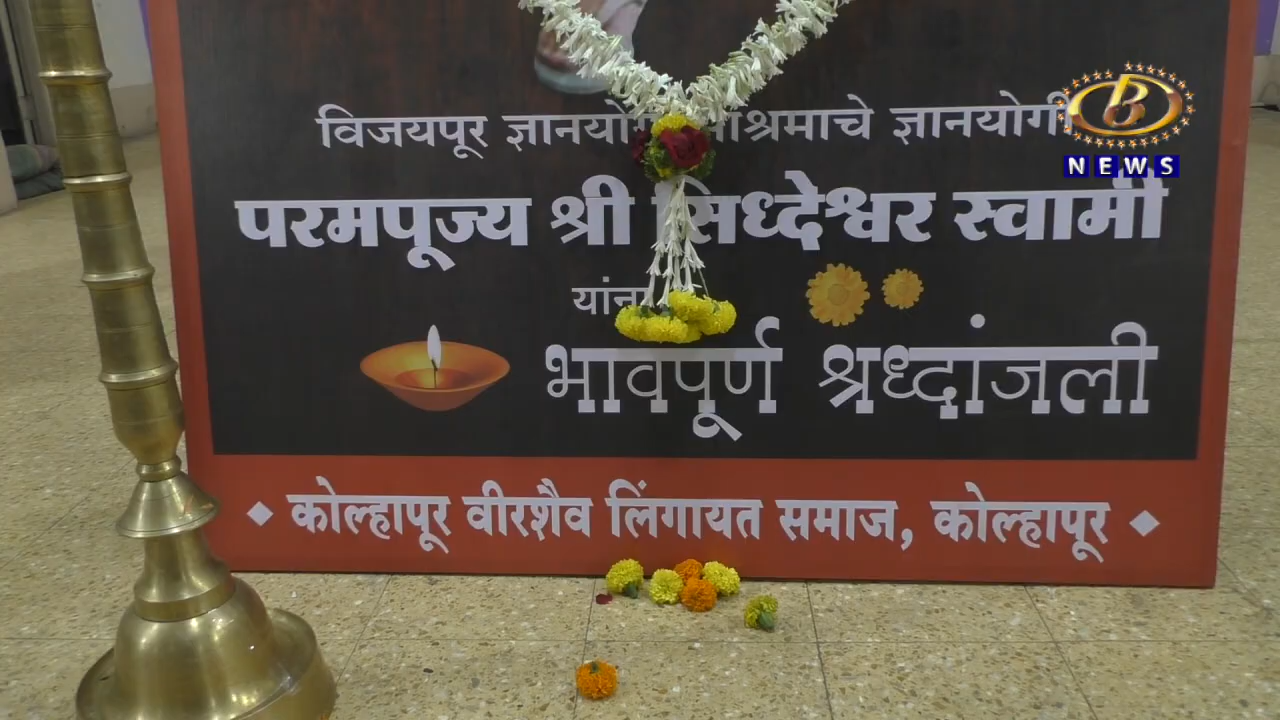 विजयपूर ज्ञानयोग आश्रमाचे ज्ञानयोगी
परमपूज्य श्री सिध्देश्वर स्वामी
यांना
भावपूर्ण श्रध्दांजली
कोल्हापूर वीरशैव लिंगायत समाज, कोल्हापूर
B
NEWS